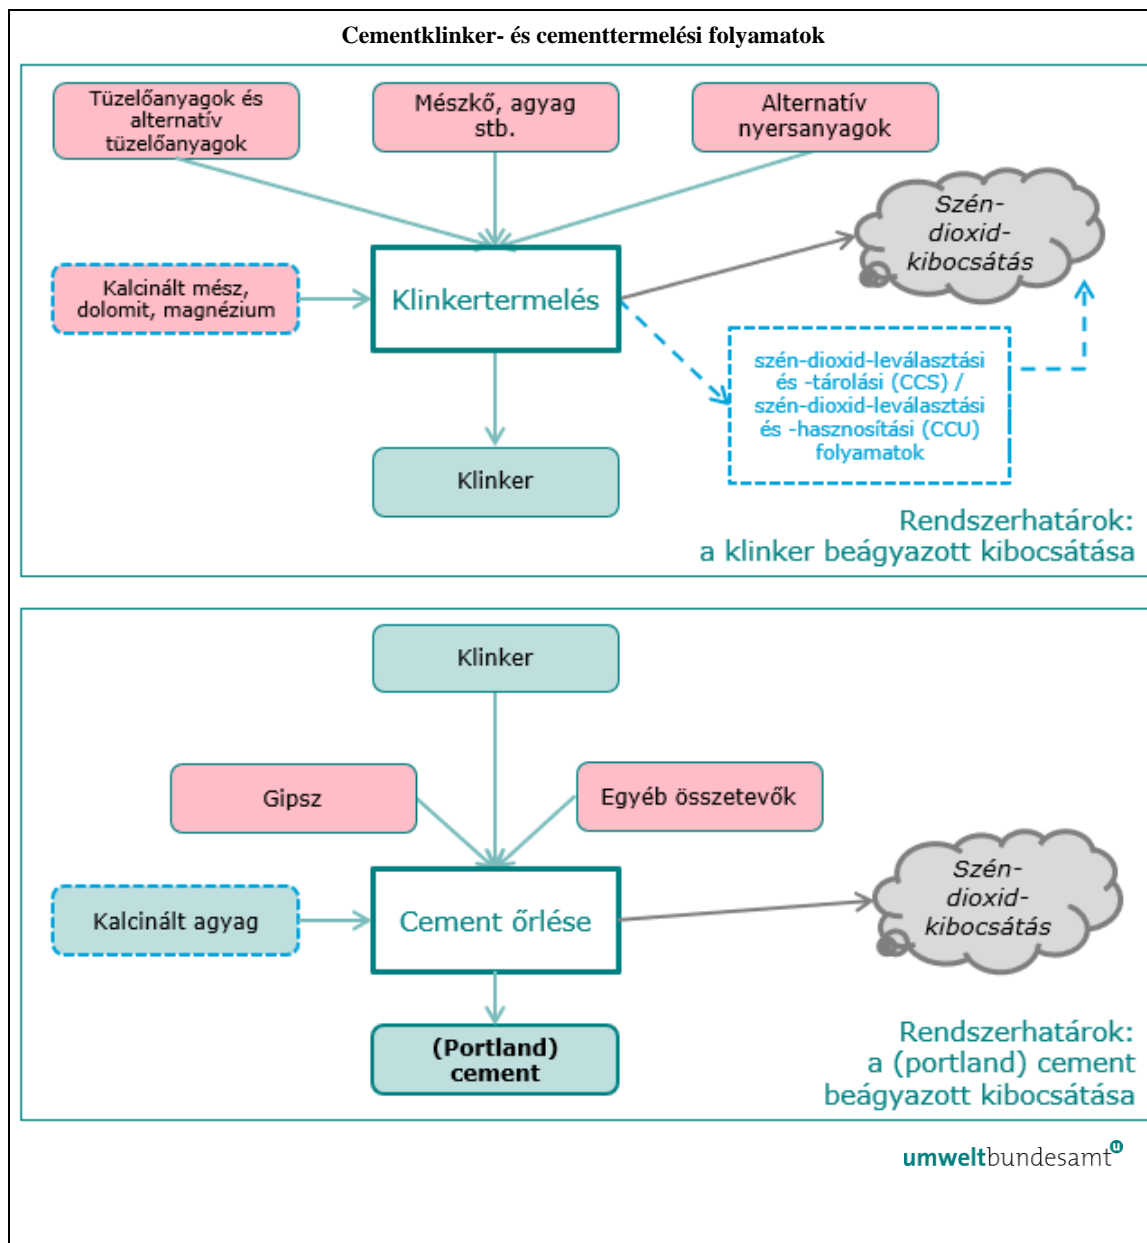 Cementklinker- és cementtermelési folyamatok
Tüzelőanyagok és
alternatív
tüzelőanyagok
Mészkő, agyag
stb.
Alternatív
nyersanyagok
Szén-
dioxid-
kibocsátás
Kalcinált mész,
dolomit, magnézium
Klinkertermelés
szén-dioxid-leválasztási
és -tárolási (CCS) /
szén-dioxid-leválasztási
és -hasznosítási (CCU)
folyamatok
Klinker
Rendszerhatárok:
a klinker beágyazott kibocsátása
Klinker
Gipsz
Egyéb összetevők
Kalcinált agyag
Cement őrlése
Szén-
dioxid-
kibocsátás
(Portland)
cement
Rendszerhatárok:
a (portland) cement
beágyazott kibocsátása
umweltbundesamt
u